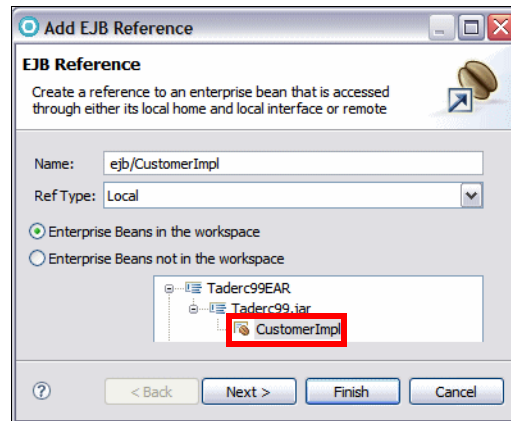 Add EJB Reference
EJB Reference
Create a reference to an enterprise bean that is accessed
through either its local home and local interface or remote
Name: ejb/CustomerImpl
Ref Type: Local
Enterprise Beans in the workspace
Enterprise Beans not in the workspace
Taderc99EAR
Taderc99.jar
CustomerImpl
? < Back Next > Finish Cancel